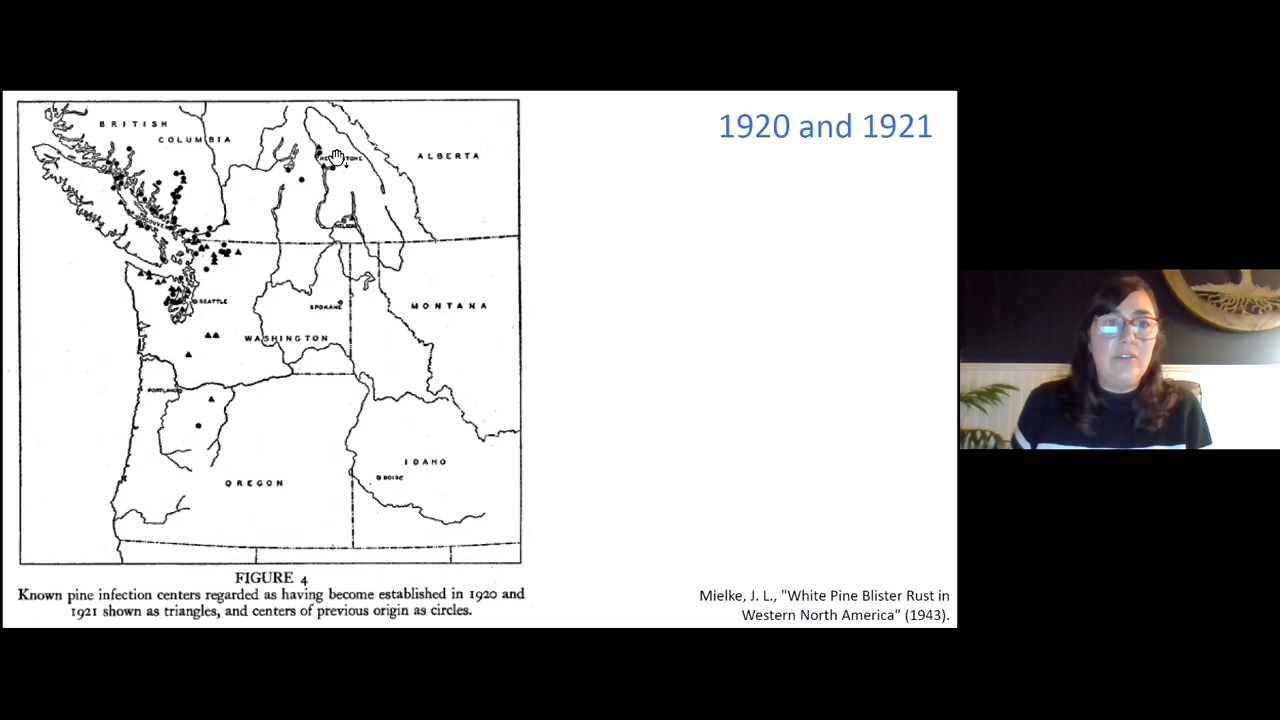 1920 and 1921
BRITISH
COLUMBIA
ALBERTA
NELSON
SEATTLE
SPOKANE
MONTANA
WASHINGTON
PORTLAND
IDAHO
BOISE
OREGON
FIGURE 4
Known pine infection centers regarded as having become established in 1920 and
1921 shown as triangles, and centers of previous origin as circles.
Mielke, J. L., "White Pine Blister Rust in
Western North America" (1943).